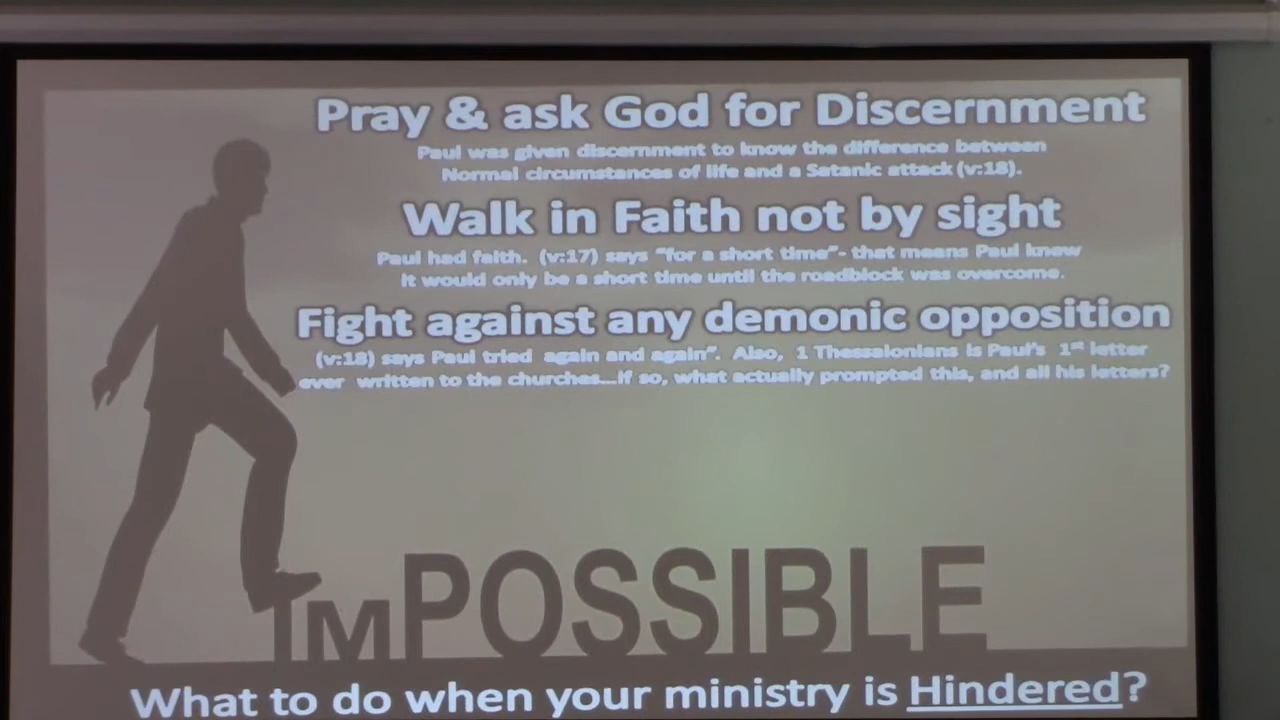 Pray & ask God for Discernment
Paul was given discernment to know the difference between
Normal circumstances of life and a Satanic attack (v:18).
Walk in Faith not by sight
Paul had faith. (v:17) says "for a short time"- that means Paul knew
It would only be a short time until the roadblock was overcome.
Fight against any demonic opposition
(v:18) says Paul tried again and again". Also, 1 Thessalonians is Paul's 1st letter
ever written to the churches...If so, what actually prompted this, and all his letters?
IMPOSSIBLE
What to do when your ministry is Hindered?